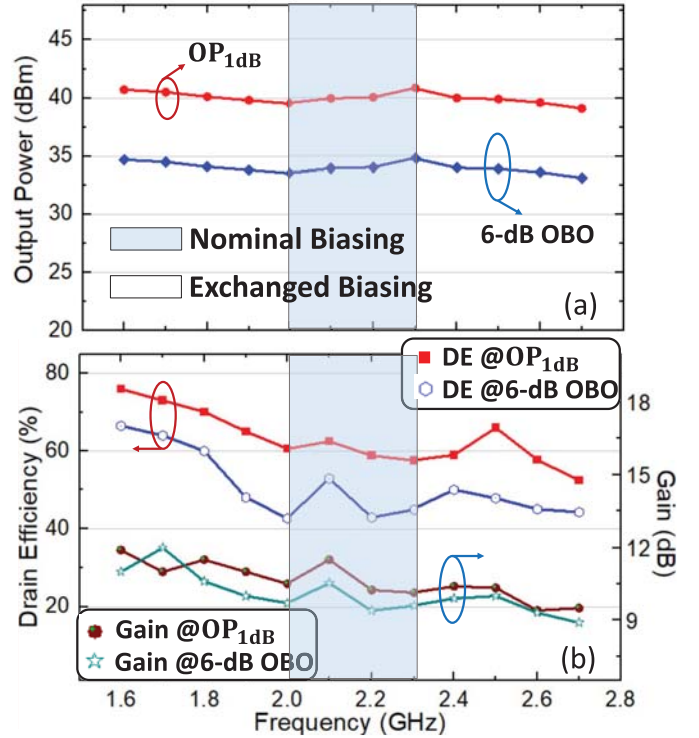 45
40
35
30
25
20
Output Power (dBm)
OP1dB
6-dB OBO
Nominal Biasing
Exchanged Biasing
(a)
DE @OP1dB
DE @6-dB OBO
80
60
40
20
Drain Efficiency (%)
18
15
12
9
Gain (dB)
Gain @OP1dB
Gain @6-dB OBO
(b)
1.6 1.8 2.0 2.2 2.4 2.6 2.8
Frequency (GHz)